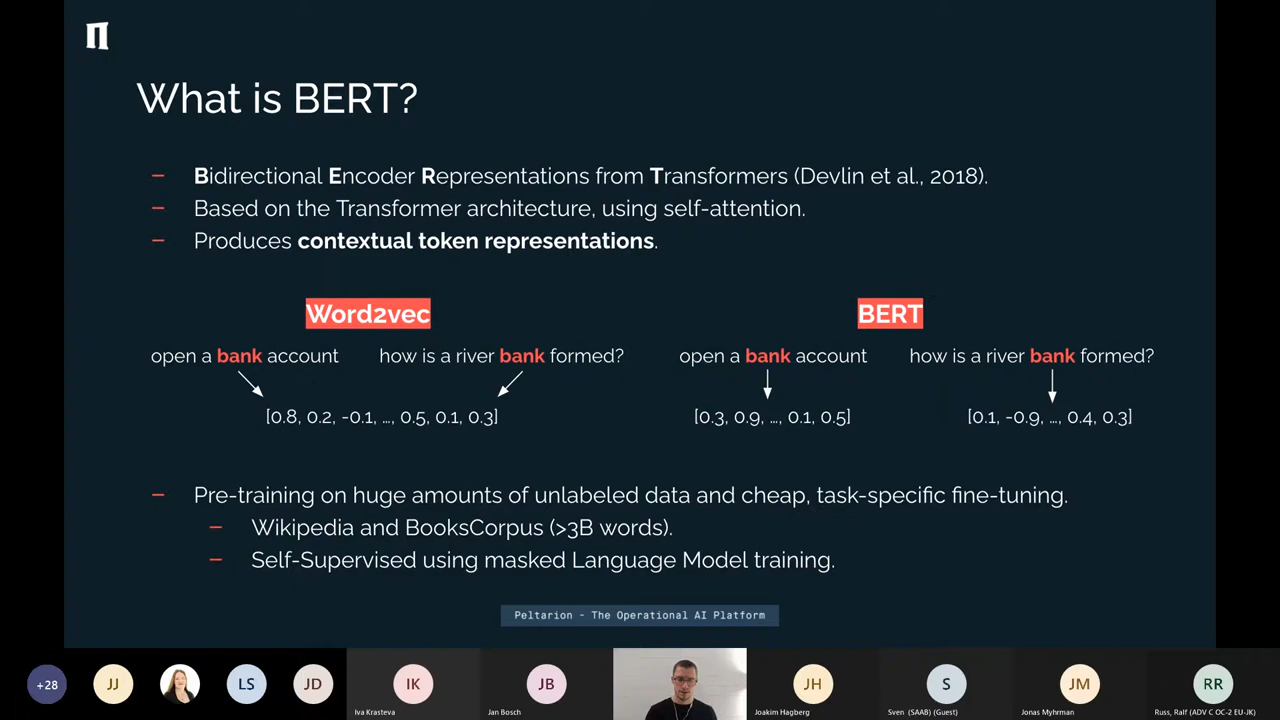 What is BERT?
– Bidirectional Encoder Representations from Transformers (Devlin et al., 2018).
– Based on the Transformer architecture, using self-attention.
– Produces contextual token representations.
Word2vec
open a bank account
how is a river bank formed?
[0.8, 0.2, -0.1, ..., 0.5, 0.1, 0.3]
BERT
open a bank account
how is a river bank formed?
[0.3, 0.9, ..., 0.1, 0.5]
[0.1, -0.9, ..., 0.4, 0.3]
– Pre-training on huge amounts of unlabeled data and cheap, task-specific fine-tuning.
– Wikipedia and BooksCorpus (>3B words).
– Self-Supervised using masked Language Model training.
Peltarion - The Operational AI Platform
+28
JJ
LS
JD
IK
Iva Krasteva
JB
Jan Bosch
JH
Joakim Hagberg
S
Sven (SAAB) (Guest)
JM
Jonas Myhrman
RR
Russ, Ralf (ADV C OC-2 EU-JK)